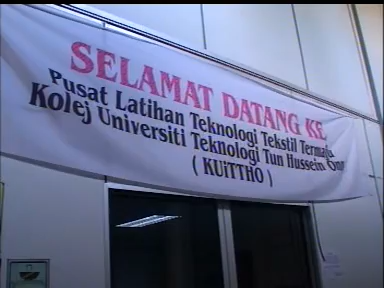 SELAMAT DATANG KE
Pusat Latihan Teknologi Tekstil Termaju
Kolej Universiti Teknologi Tun Hussein Onn
( KUiTTHO )